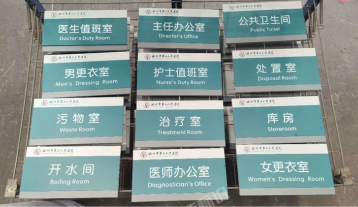 医生值班室
Doctor's Duty Room
主任办公室
Director's Office
公共卫生间
Public Toilet
男更衣室
Men's Dressing Room
护士值班室
Nurse's Duty Room
处置室
Disposal Room
污物室
Waste Room
治疗室
Treatment Room
库房
Storeroom
开水间
Boiling Room
医师办公室
Diagnostician's Office
女更衣室
Women's Dressing Room